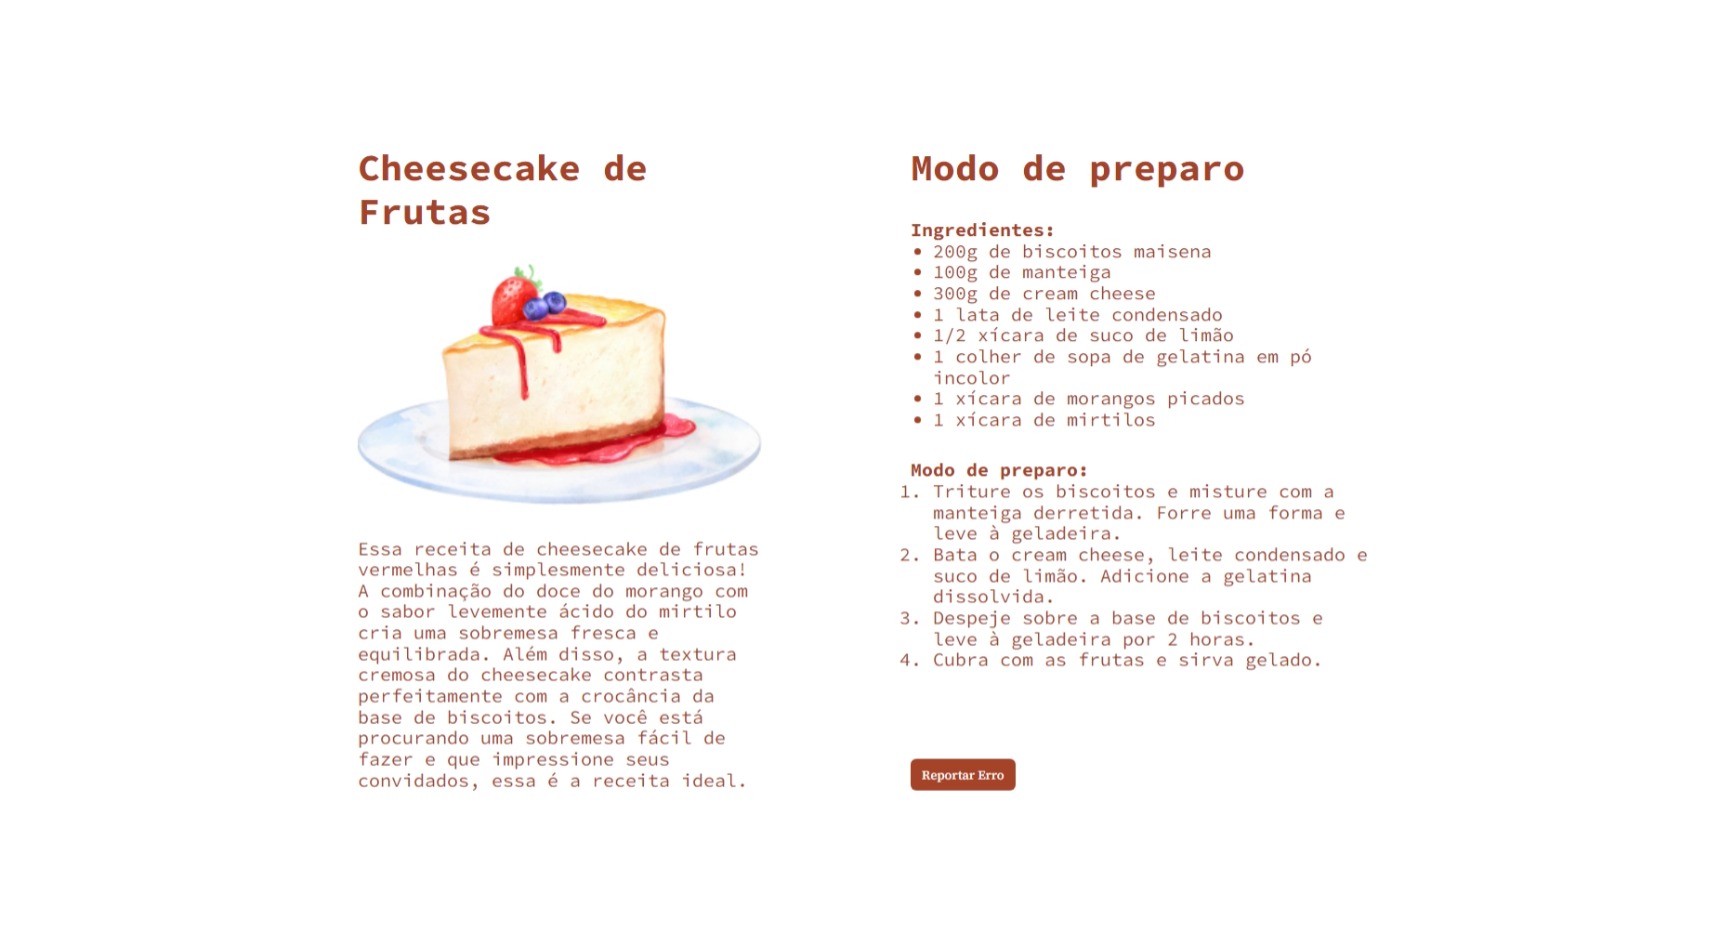 Cheesecake de
Frutas
Essa receita de cheesecake de frutas
vermelhas é simplesmente deliciosa!
A combinação do doce do morango com
o sabor levemente ácido do mirtilo
cria uma sobremesa fresca e
equilibrada. Além disso, a textura
cremosa do cheesecake contrasta
perfeitamente com a crocância da
base de biscoitos. Se você está
procurando uma sobremesa fácil de
fazer e que impressione seus
convidados, essa é a receita ideal.
Modo de preparo
Ingredientes:
• 200g de biscoitos maisena
• 100g de manteiga
• 300g de cream cheese
• 1 lata de leite condensado
• 1/2 xícara de suco de limão
• 1 colher de sopa de gelatina em pó
incolor
• 1 xícara de morangos picados
• 1 xícara de mirtilos
Modo de preparo:
1. Triture os biscoitos e misture com a
manteiga derretida. Forre uma forma e
leve à geladeira.
2. Bata o cream cheese, leite condensado e
suco de limão. Adicione a gelatina
dissolvida.
3. Despeje sobre a base de biscoitos e
leve à geladeira por 2 horas.
4. Cubra com as frutas e sirva gelado.
Reportar Erro